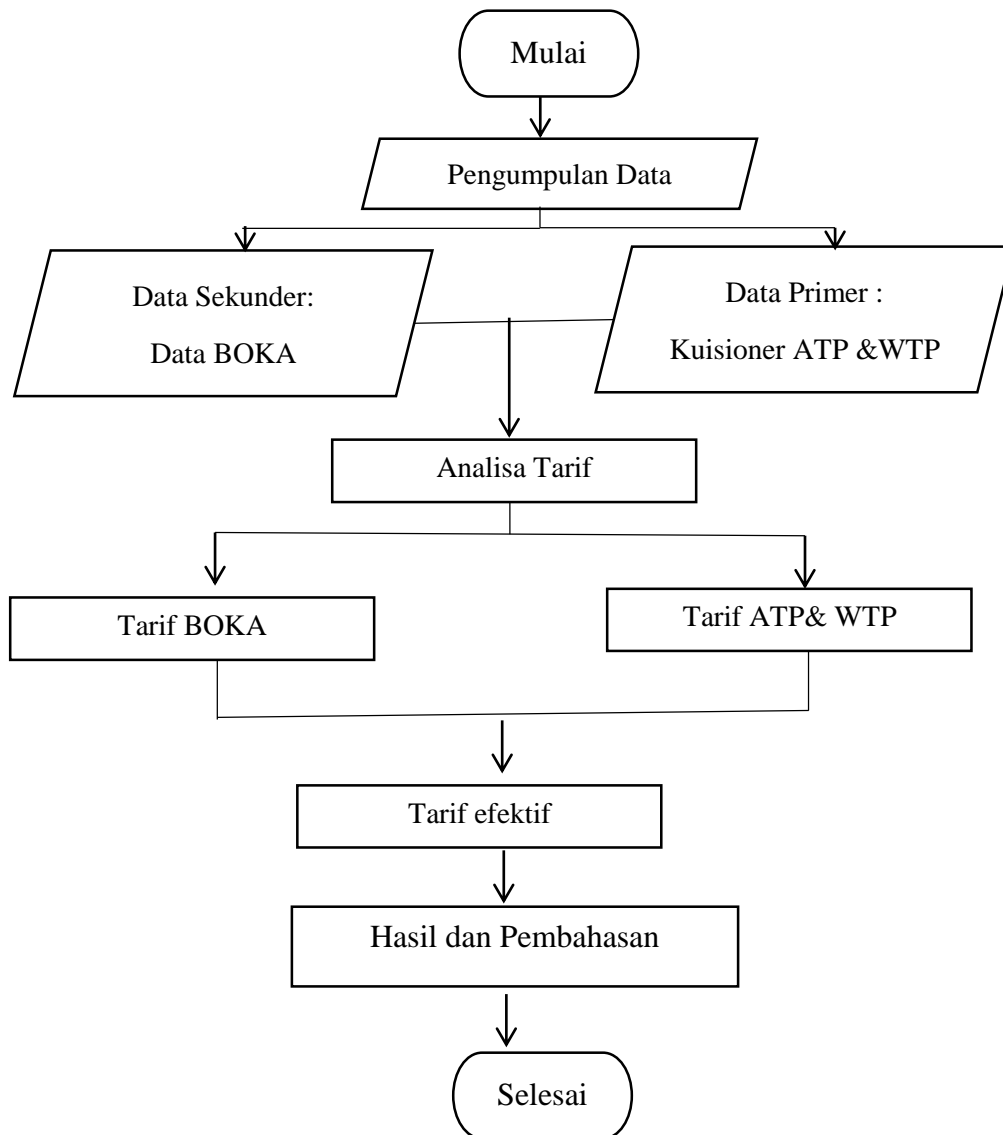 Mulai
Pengumpulan Data
Data Sekunder:
Data BOKA
Data Primer :
Kuisioner ATP &WTP
Analisa Tarif
Tarif BOKA
Tarif ATP& WTP
Tarif efektif
Hasil dan Pembahasan
Selesai